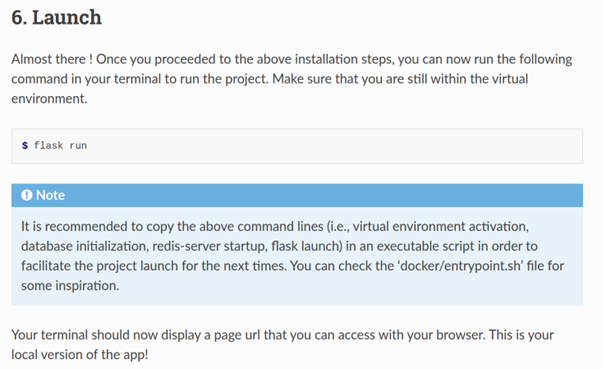 6. Launch
Almost there ! Once you proceeded to the above installation steps, you can now run the following
command in your terminal to run the project. Make sure that you are still within the virtual
environment.
$ flask run
Note
It is recommended to copy the above command lines (i.e., virtual environment activation,
database initialization, redis-server startup, flask launch) in an executable script in order to
facilitate the project launch for the next times. You can check the ‘docker/entrypoint.sh’ file for
some inspiration.
Your terminal should now display a page url that you can access with your browser. This is your
local version of the app!